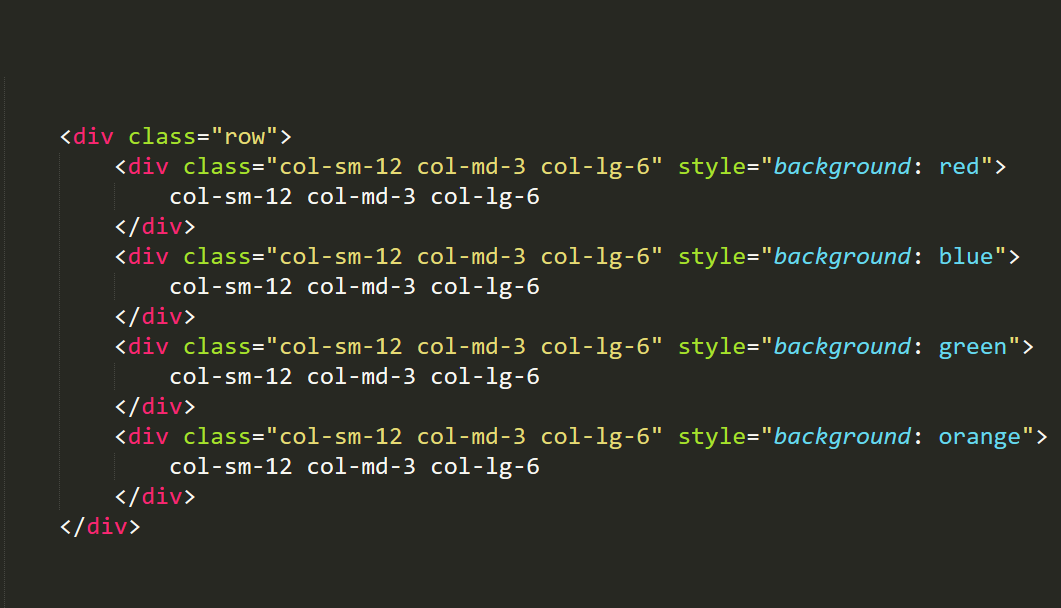 <div class="row">
    <div class="col-sm-12 col-md-3 col-lg-6" style="background: red">
        col-sm-12 col-md-3 col-lg-6
    </div>
    <div class="col-sm-12 col-md-3 col-lg-6" style="background: blue">
        col-sm-12 col-md-3 col-lg-6
    </div>
    <div class="col-sm-12 col-md-3 col-lg-6" style="background: green">
        col-sm-12 col-md-3 col-lg-6
    </div>
    <div class="col-sm-12 col-md-3 col-lg-6" style="background: orange">
        col-sm-12 col-md-3 col-lg-6
    </div>
</div>